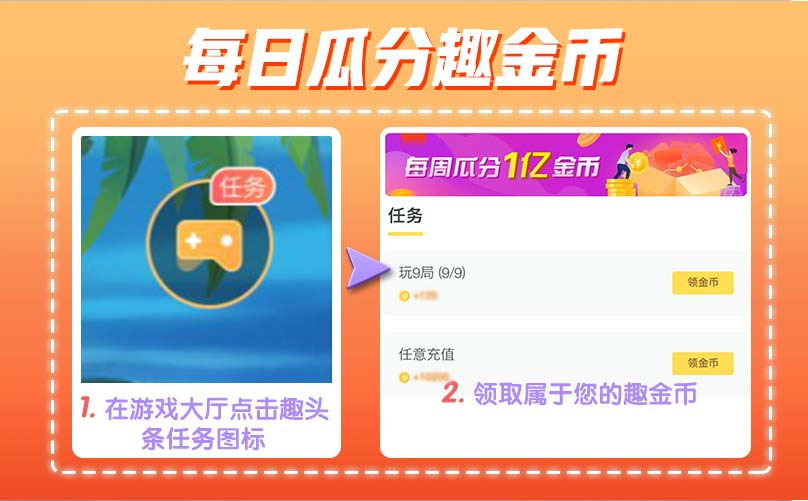 每日瓜分趣金币
任务
每周瓜分1亿金币
任务
玩9局 (9/9)
领金币
任意充值
领金币
1. 在游戏大厅点击趣头
条任务图标
2. 领取属于您的趣金币